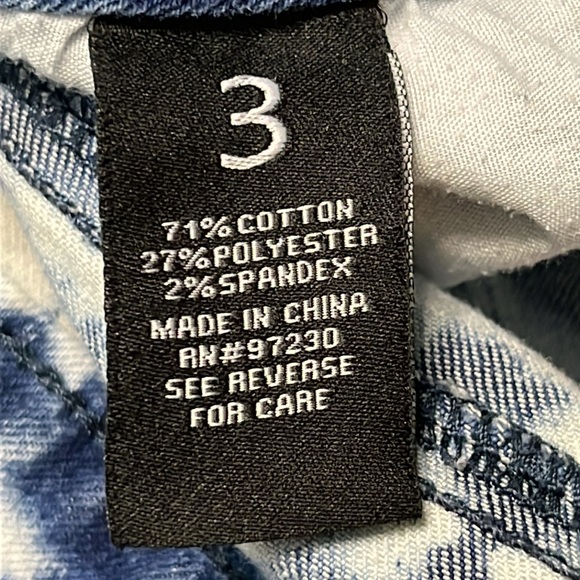 3
71% COTTON
27% POLYESTER
2% SPANDEX
MADE IN CHINA
RN#97230
SEE REVERSE
FOR CARE